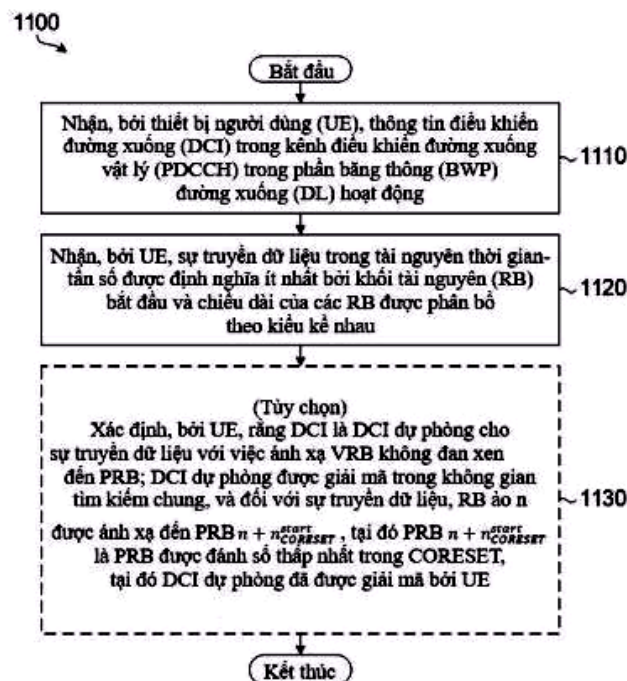 1100
Bắt đầu
Nhận, bởi thiết bị người dùng (UE), thông tin điều khiển
đường xuống (DCI) trong kênh điều khiển đường xuống
vật lý (PDCCH) trong phần băng thông (BWP)
đường xuống (DL) hoạt động
1110
Nhận, bởi UE, sự truyền dữ liệu trong tài nguyên thời gian-
tần số được định nghĩa ít nhất bởi khối tài nguyên (RB)
bắt đầu và chiều dài của các RB được phân bổ
theo kiểu kề nhau
1120
(Tùy chọn)
Xác định, bởi UE, rằng DCI là DCI dự phòng cho
sự truyền dữ liệu với việc ánh xạ VRB không đan xen
đến PRB; DCI dự phòng được giải mã trong không gian
tìm kiếm chung, và đối với sự truyền dữ liệu, RB ảo n
được ánh xạ đến PRB $n + n_{CORESET}^{start}$, tại đó PRB $n + n_{CORESET}^{start}$
là PRB được đánh số thấp nhất trong CORESET,
tại đó DCI dự phòng đã được giải mã bởi UE
1130
Kết thúc